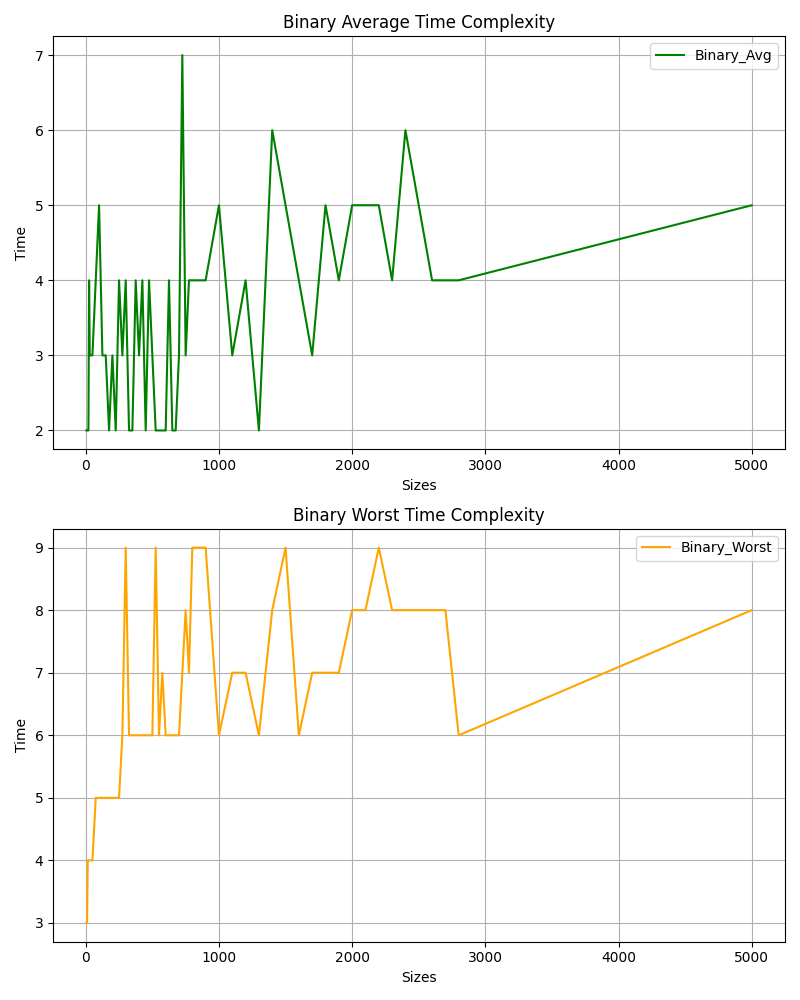 Binary Average Time Complexity
Binary_Avg
7
6
5
4
3
2
Time
0 1000 2000 3000 4000 5000
Sizes
Binary Worst Time Complexity
Binary_Worst
9
8
7
6
5
4
3
Time
0 1000 2000 3000 4000 5000
Sizes